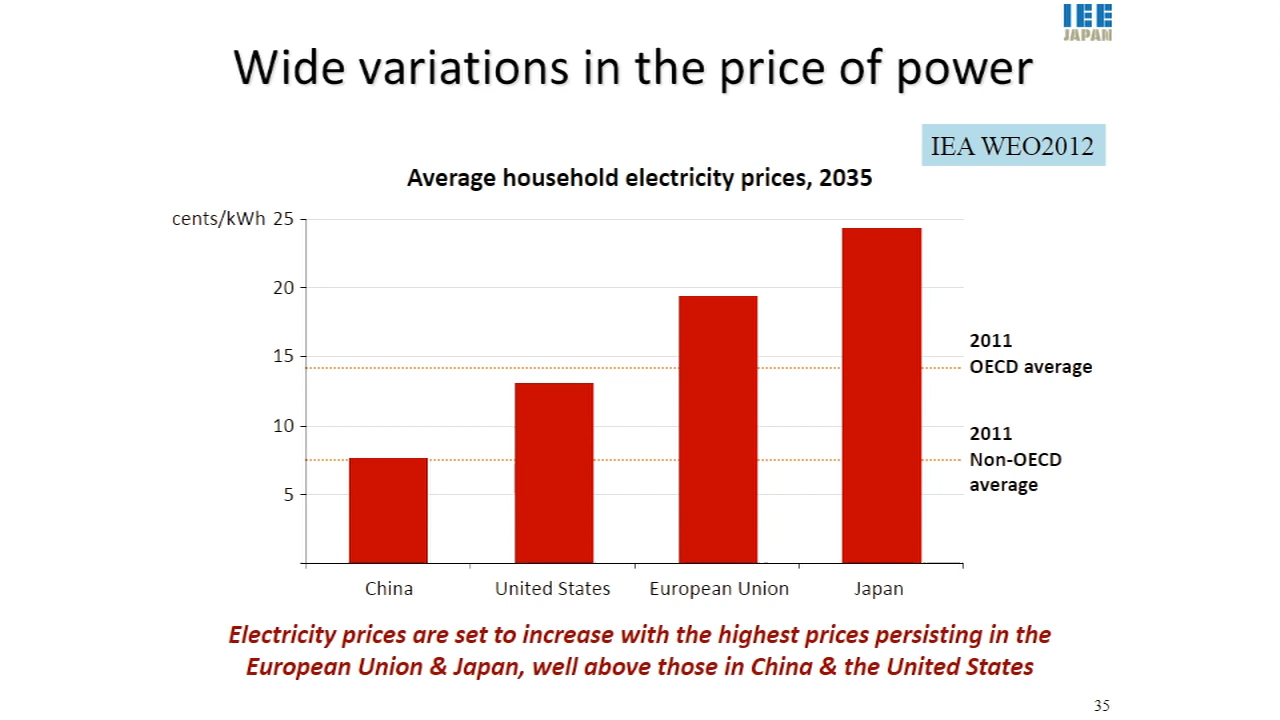 IEE
JAPAN
Wide variations in the price of power
IEA WEO2012
Average household electricity prices, 2035
cents/kWh 25
20
15
10
5
2011
OECD average
2011
Non-OECD
average
China United States European Union Japan
Electricity prices are set to increase with the highest prices persisting in the
European Union & Japan, well above those in China & the United States
35